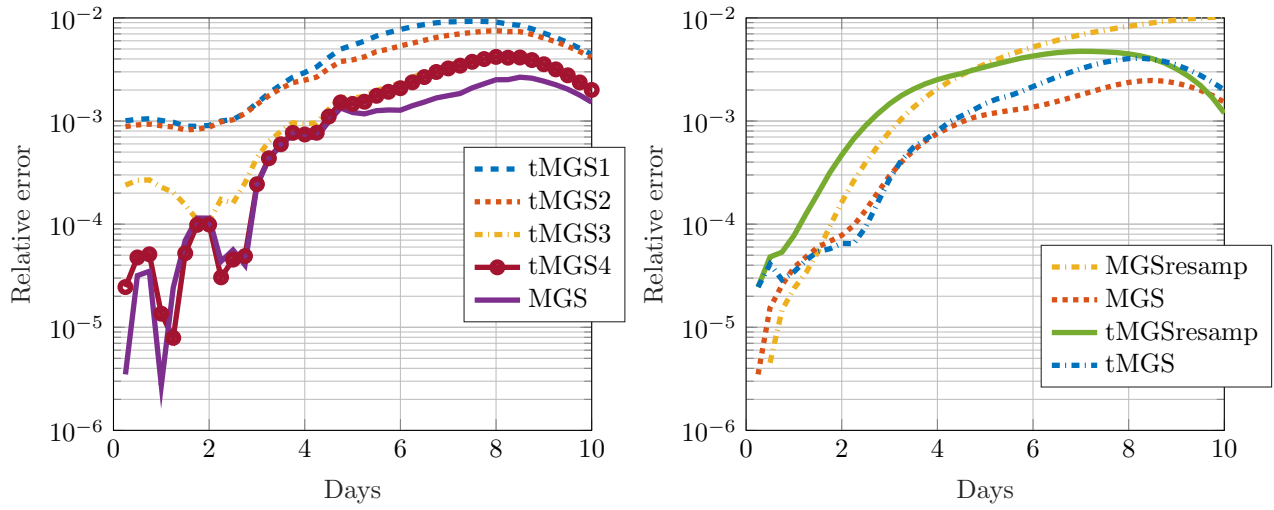 10⁻²
10⁻³
10⁻⁴
10⁻⁵
10⁻⁶
Relative error
0 2 4 6 8 10
Days
tMGS1
tMGS2
tMGS3
tMGS4
MGS
10⁻²
10⁻³
10⁻⁴
10⁻⁵
10⁻⁶
Relative error
0 2 4 6 8 10
Days
MGSresamp
MGS
tMGSresamp
tMGS